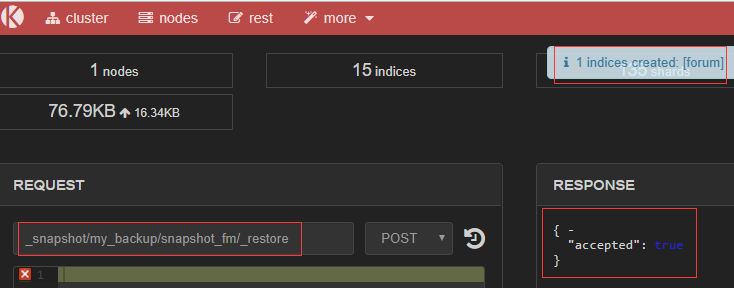 K cluster nodes rest more
1 nodes
15 indices
155 shards
1 indices created: [forum]
76.79KB 16.34KB
REQUEST
RESPONSE
_snapshot/my_backup/snapshot_fm/_restore
POST
1
{ -
"accepted": true
}